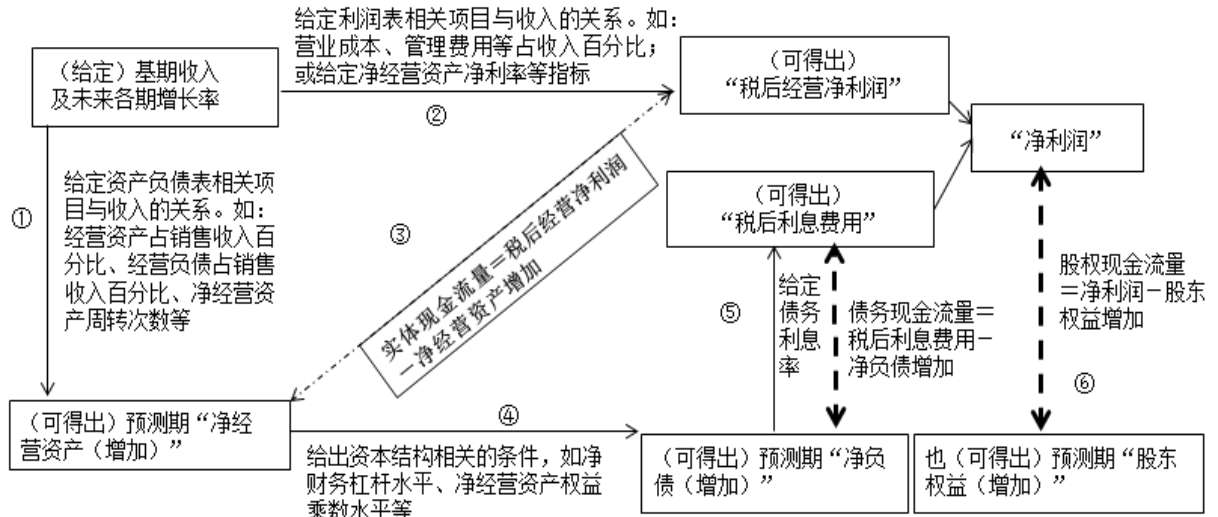 给定利润表相关项目与收入的关系。如：
营业成本、管理费用等占收入百分比；
或给定净经营资产净利率等指标
（给定）基期收入
及未来各期增长率
②
（可得出）
“税后经营净利润”
“净利润”
①
给定资产负债表相关项
目与收入的关系。如：
经营资产占销售收入百
分比、经营负债占销售
收入百分比、净经营资
产周转次数等
③
实体现金流量＝税后经营净利润
－净经营资产增加
（可得出）
“税后利息费用”
⑤
给定
债务
利息
率
债务现金流量＝
税后利息费用－
净负债增加
股权现金流量
＝净利润－股东
权益增加
⑥
（可得出）预测期“净经
营资产（增加）”
④
给出资本结构相关的条件，如净
财务杠杆水平、净经营资产权益
乘数水平等
（可得出）预测期“净负
债（增加）”
也（可得出）预测期“股东
权益（增加）”